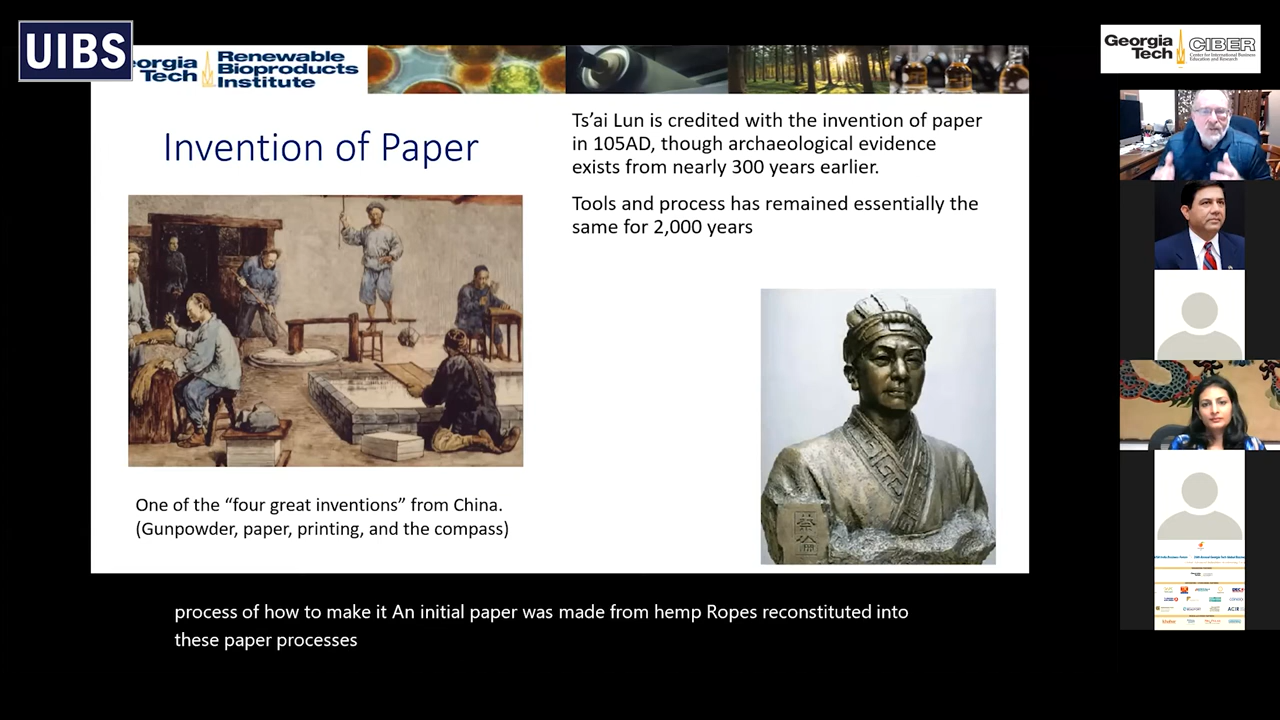 UIBS
Georgia
Tech
Renewable
Bioproducts
Institute
Georgia
Tech
CIBER
Center for International Business
Education and Research
Invention of Paper
Ts’ai Lun is credited with the invention of paper
in 105AD, though archaeological evidence
exists from nearly 300 years earlier.
Tools and process has remained essentially the
same for 2,000 years
蔡倫
One of the “four great inventions” from China.
(Gunpowder, paper, printing, and the compass)
process of how to make it An initial paper was made from hemp Ropes reconstituted into
these paper processes